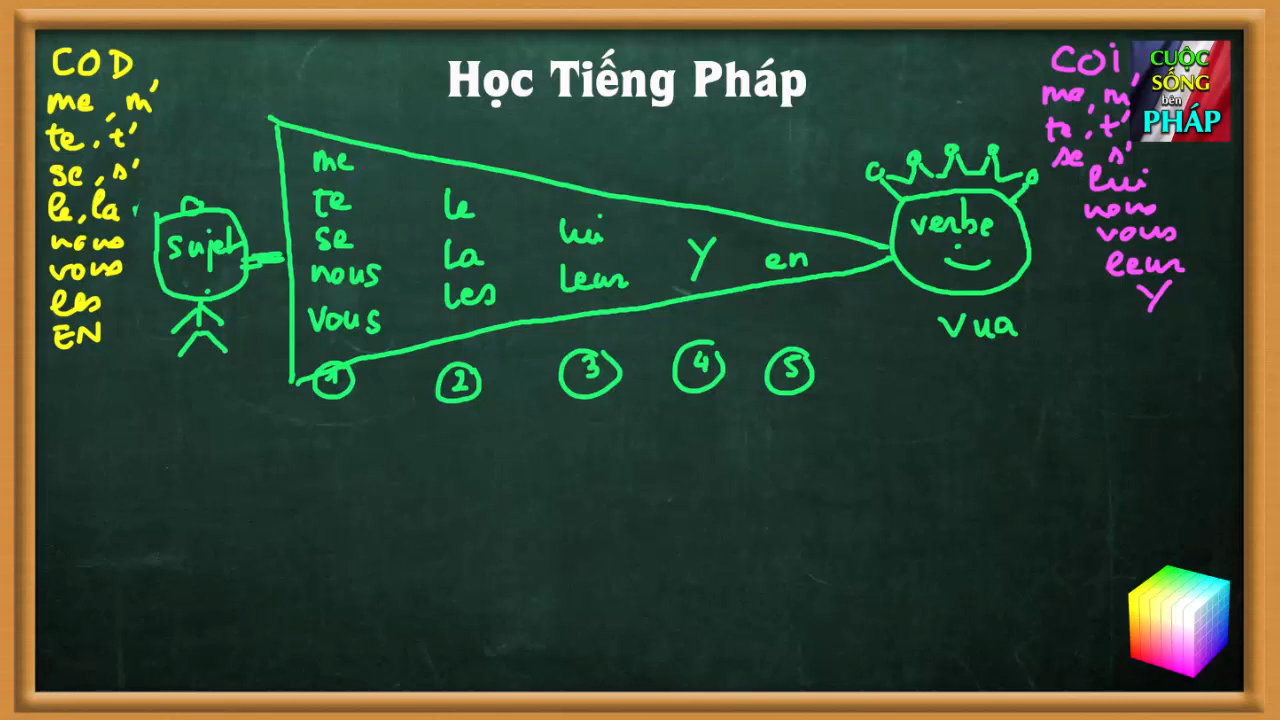 Học Tiếng Pháp
COD
me, m'
te, t'
se, s'
le, la
nous
vous
les
EN
sujet
me
te
se
nous
vous
le
la
les
lui
leur
Y
en
verbe
vua
1
2
3
4
5
COI
me, m'
te, t'
se, s'
lui
nous
vous
leur
Y
CUỘC
SỐNG
bên
PHÁP